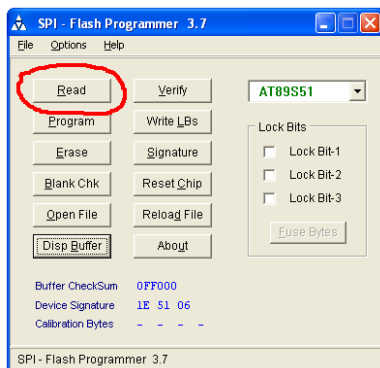 SPI - Flash Programmer 3.7
File Options Help
Read Verify AT89S51
Program Write LBs Lock Bits
Erase Signature Lock Bit-1
Blank Chk Reset Chip Lock Bit-2
Open File Reload File Lock Bit-3
Disp Buffer About Fuse Bytes
Buffer CheckSum 0FF000
Device Signature 1E 51 06
Calibration Bytes - - - -
SPI - Flash Programmer 3.7